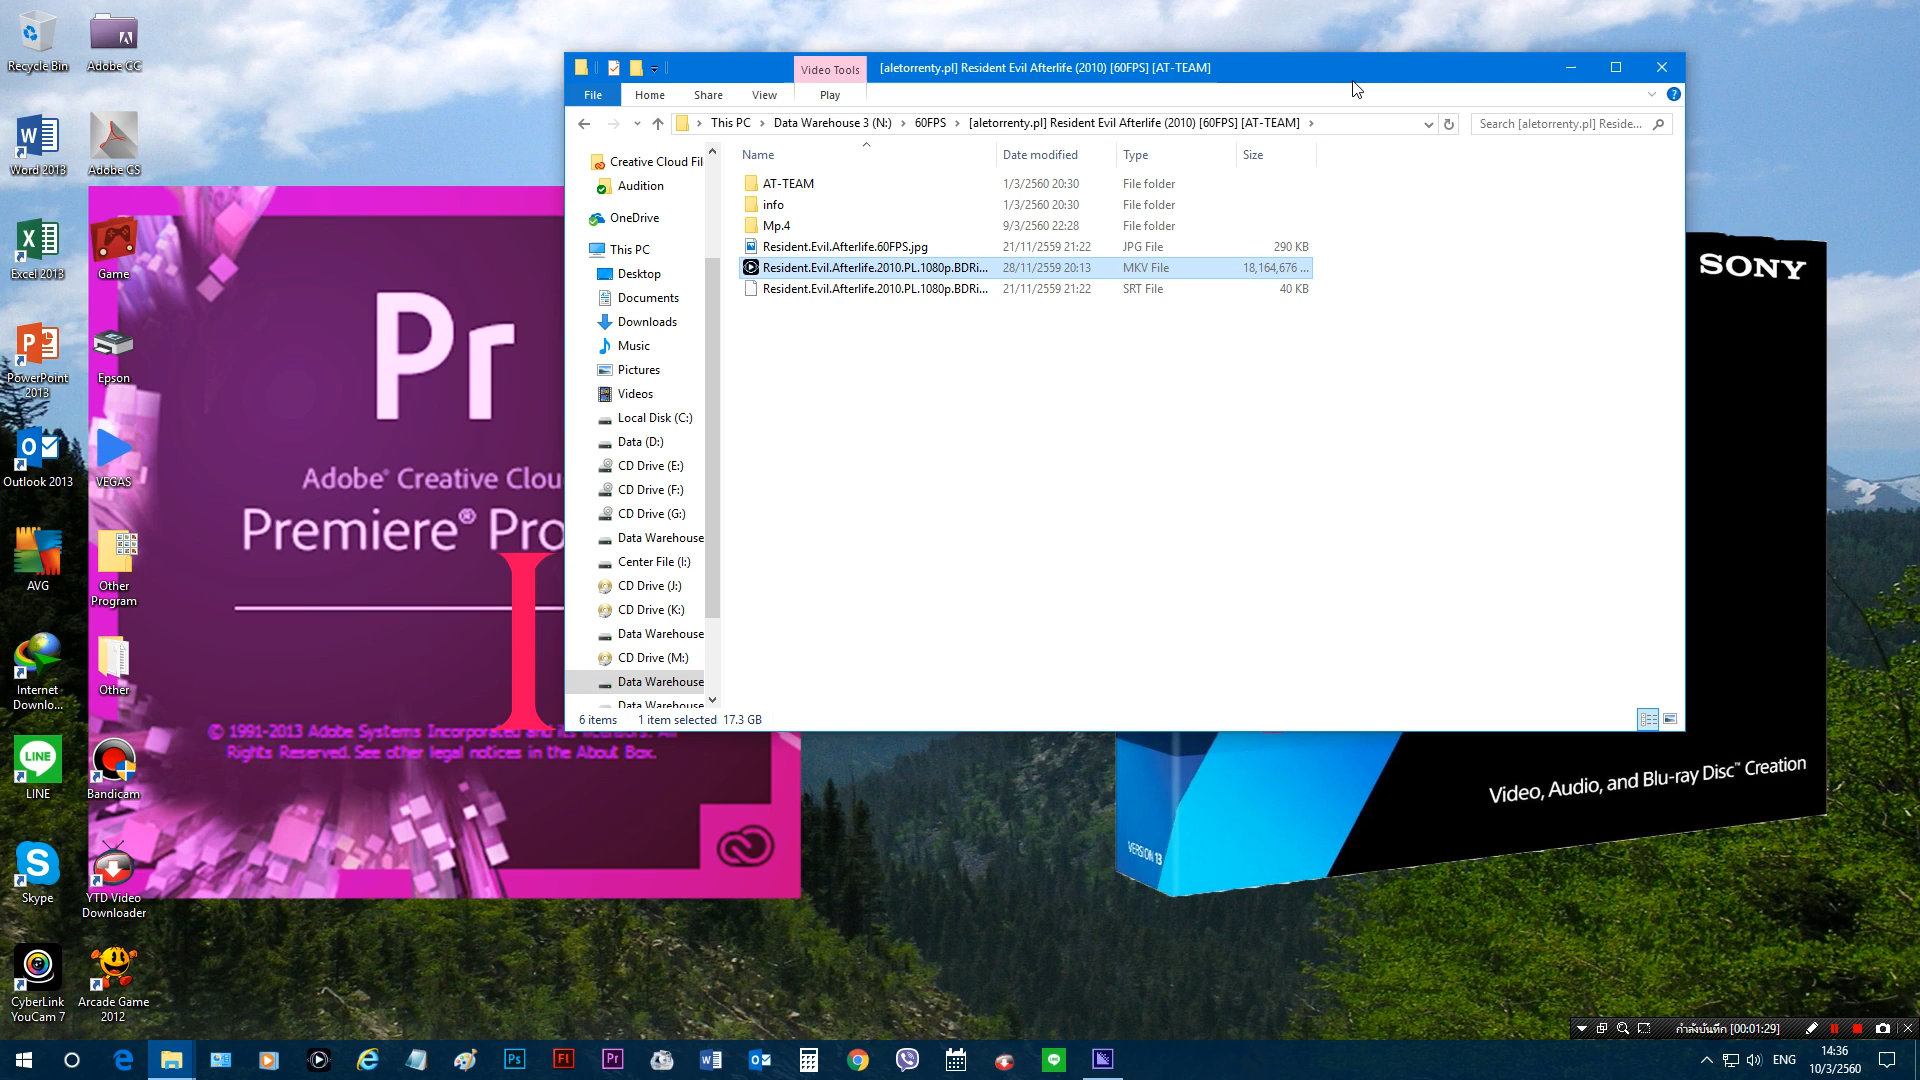 Recycle Bin
Adobe CC
Word 2013
Adobe CS
Excel 2013
Game
PowerPoint 2013
Epson
Outlook 2013
VEGAS
AVG
Other Program
Internet Downlo...
Other
LINE
LINE
Bandicam
Skype
YTD Video Downloader
CyberLink YouCam 7
Arcade Game 2012
Pr
Adobe® Creative Clou
Premiere® Pro
© 1991-2013 Adobe Systems Incorporated and its licensors. All
Rights Reserved. See other legal notices in the About Box.
Video Tools
[aletorrenty.pl] Resident Evil Afterlife (2010) [60FPS] [AT-TEAM]
File
Home
Share
View
Play
This PC > Data Warehouse 3 (N:) > 60FPS > [aletorrenty.pl] Resident Evil Afterlife (2010) [60FPS] [AT-TEAM] >
Search [aletorrenty.pl] Reside...
Creative Cloud Fil
Audition
OneDrive
This PC
Desktop
Documents
Downloads
Music
Pictures
Videos
Local Disk (C:)
Data (D:)
CD Drive (E:)
CD Drive (F:)
CD Drive (G:)
Data Warehouse
Center File (I:)
CD Drive (J:)
CD Drive (K:)
Data Warehouse
CD Drive (M:)
Data Warehouse
Data Warehouse
Name Date modified Type Size
AT-TEAM 1/3/2560 20:30 File folder
info 1/3/2560 20:30 File folder
Mp.4 9/3/2560 22:28 File folder
Resident.Evil.Afterlife.60FPS.jpg 21/11/2559 21:22 JPG File 290 KB
Resident.Evil.Afterlife.2010.PL.1080p.BDRi... 28/11/2559 20:13 MKV File 18,164,676 ...
Resident.Evil.Afterlife.2010.PL.1080p.BDRi... 21/11/2559 21:22 SRT File 40 KB
6 items 1 item selected 17.3 GB
SONY
Video, Audio, and Blu-ray Disc™ Creation
VERSION 13
กำลังบันทึก [00:01:29]
ENG
14:36
10/3/2560